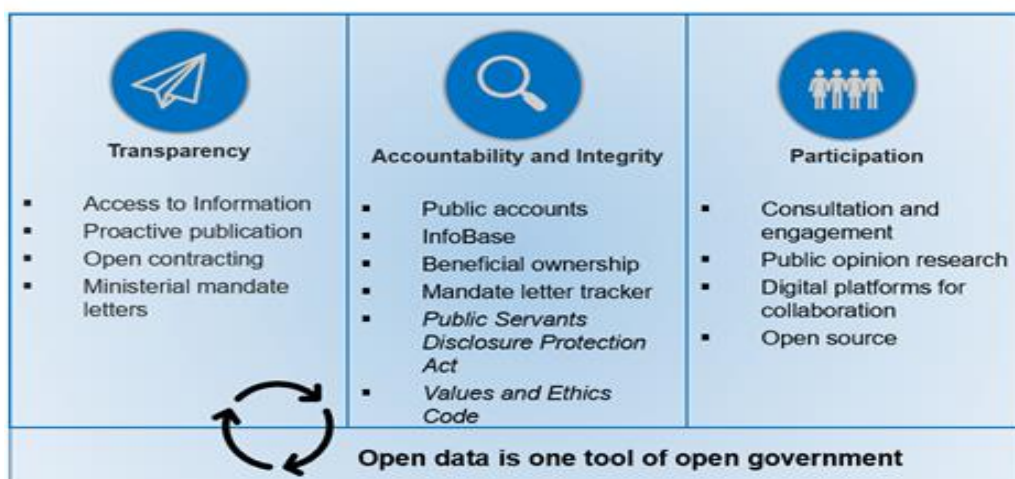 Transparency
Access to Information
Proactive publication
Open contracting
Ministerial mandate
letters
Accountability and Integrity
Public accounts
InfoBase
Beneficial ownership
Mandate letter tracker
Public Servants
Disclosure Protection
Act
Values and Ethics
Code
Participation
Consultation and
engagement
Public opinion research
Digital platforms for
collaboration
Open source
Open data is one tool of open government